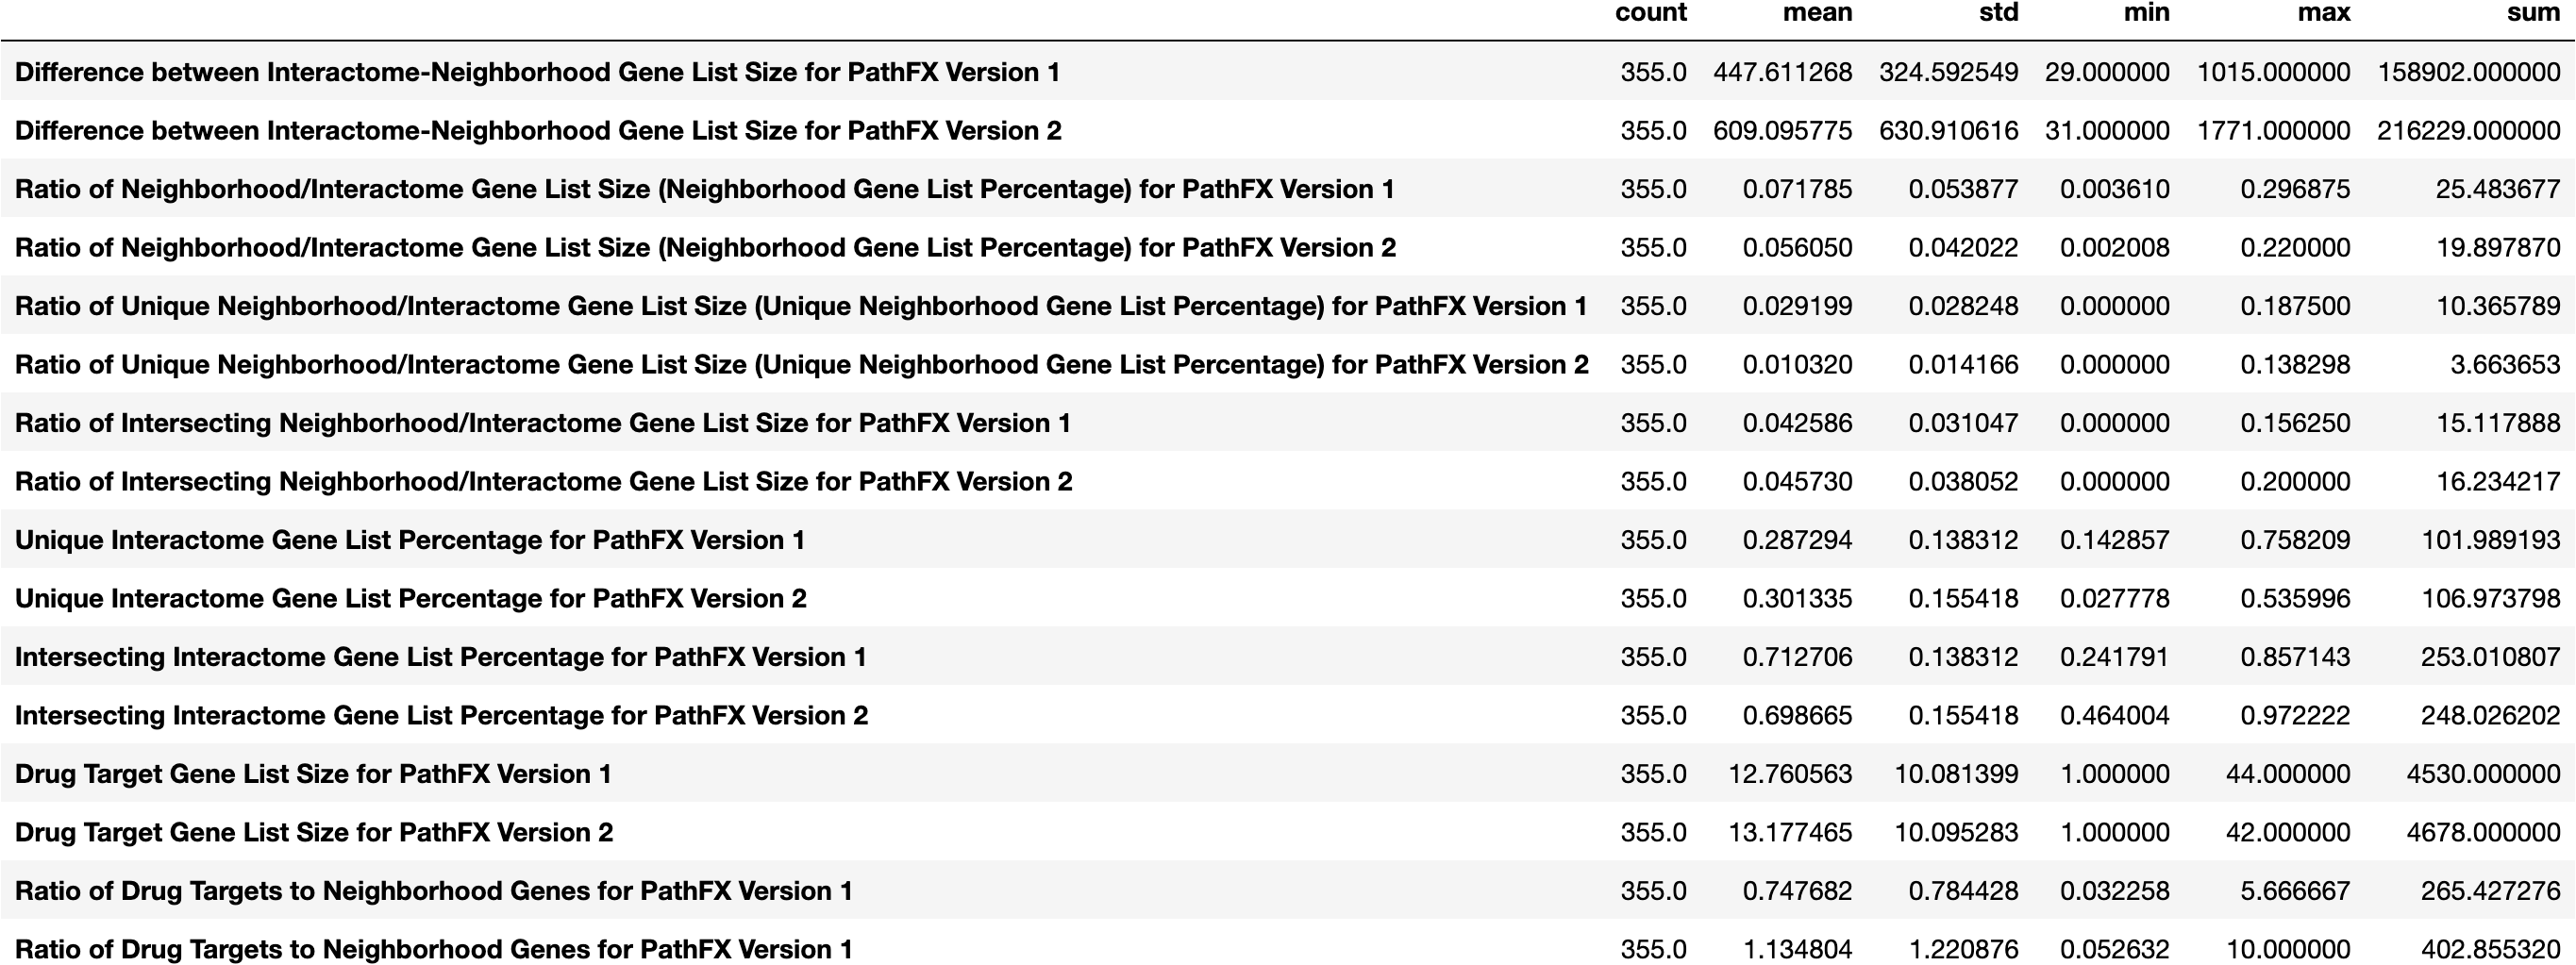 count mean std min max sum
Difference between Interactome-Neighborhood Gene List Size for PathFX Version 1 355.0 447.611268 324.592549 29.000000 1015.000000 158902.000000
Difference between Interactome-Neighborhood Gene List Size for PathFX Version 2 355.0 609.095775 630.910616 31.000000 1771.000000 216229.000000
Ratio of Neighborhood/Interactome Gene List Size (Neighborhood Gene List Percentage) for PathFX Version 1 355.0 0.071785 0.053877 0.003610 0.296875 25.483677
Ratio of Neighborhood/Interactome Gene List Size (Neighborhood Gene List Percentage) for PathFX Version 2 355.0 0.056050 0.042022 0.002008 0.220000 19.897870
Ratio of Unique Neighborhood/Interactome Gene List Size (Unique Neighborhood Gene List Percentage) for PathFX Version 1 355.0 0.029199 0.028248 0.000000 0.187500 10.365789
Ratio of Unique Neighborhood/Interactome Gene List Size (Unique Neighborhood Gene List Percentage) for PathFX Version 2 355.0 0.010320 0.014166 0.000000 0.138298 3.663653
Ratio of Intersecting Neighborhood/Interactome Gene List Size for PathFX Version 1 355.0 0.042586 0.031047 0.000000 0.156250 15.117888
Ratio of Intersecting Neighborhood/Interactome Gene List Size for PathFX Version 2 355.0 0.045730 0.038052 0.000000 0.200000 16.234217
Unique Interactome Gene List Percentage for PathFX Version 1 355.0 0.287294 0.138312 0.142857 0.758209 101.989193
Unique Interactome Gene List Percentage for PathFX Version 2 355.0 0.301335 0.155418 0.027778 0.535996 106.973798
Intersecting Interactome Gene List Percentage for PathFX Version 1 355.0 0.712706 0.138312 0.241791 0.857143 253.010807
Intersecting Interactome Gene List Percentage for PathFX Version 2 355.0 0.698665 0.155418 0.464004 0.972222 248.026202
Drug Target Gene List Size for PathFX Version 1 355.0 12.760563 10.081399 1.000000 44.000000 4530.000000
Drug Target Gene List Size for PathFX Version 2 355.0 13.177465 10.095283 1.000000 42.000000 4678.000000
Ratio of Drug Targets to Neighborhood Genes for PathFX Version 1 355.0 0.747682 0.784428 0.032258 5.666667 265.427276
Ratio of Drug Targets to Neighborhood Genes for PathFX Version 1 355.0 1.134804 1.220876 0.052632 10.000000 402.855320